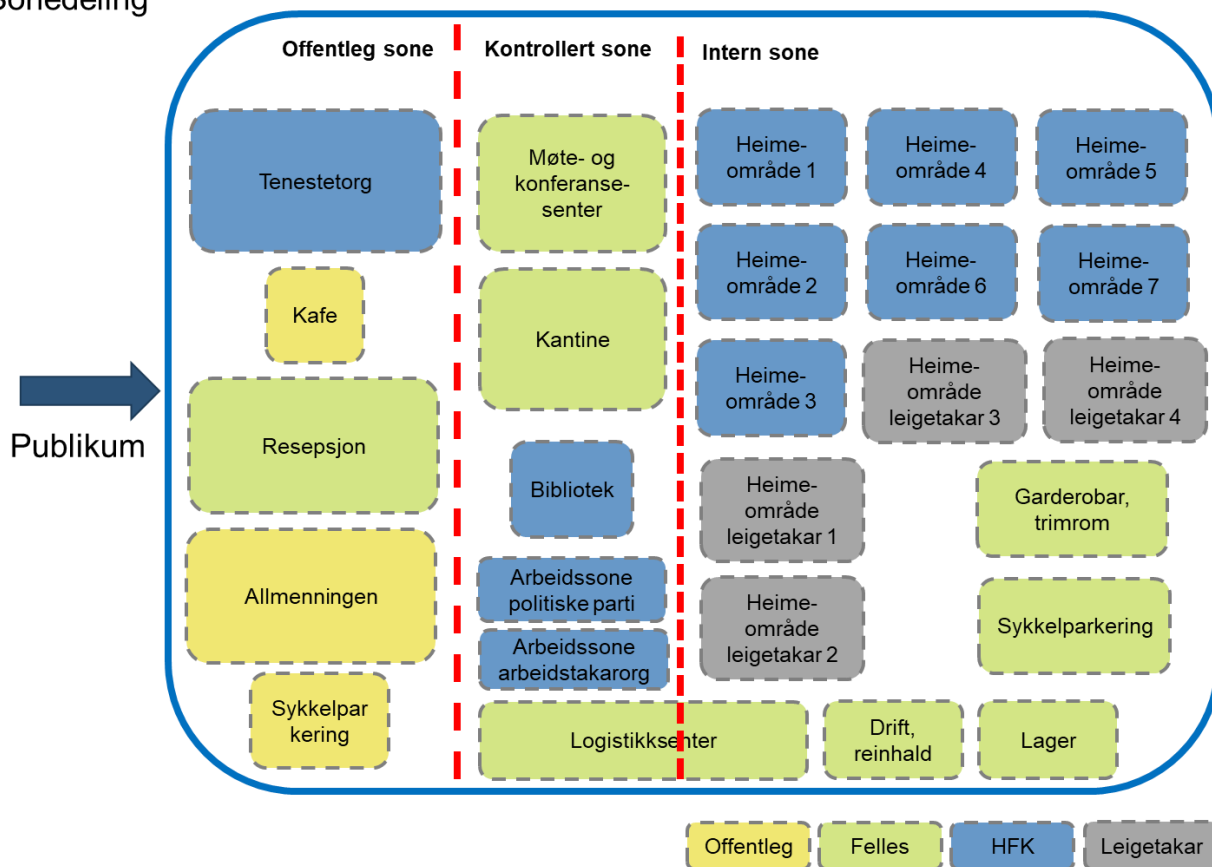 Sonedeling
Offentleg sone
Kontrollert sone
Intern sone
Tenestetorg
Kafe
Resepsjon
Allmenningen
Sykkelpar
kering
Publikum
Møte- og
konferanse-
senter
Kantine
Bibliotek
Arbeidssone
politiske parti
Arbeidssone
arbeidstakarorg
Logistikksenter
Heime-
område 1
Heime-
område 4
Heime-
område 5
Heime-
område 2
Heime-
område 6
Heime-
område 7
Heime-
område 3
Heime-
område
leigetakar 3
Heime-
område
leigetakar 4
Heime-
område
leigetakar 1
Garderobar,
trimrom
Heime-
område
leigetakar 2
Sykkelparkering
Drift,
reinhald
Lager
Offentleg
Felles
HFK
Leigetakar